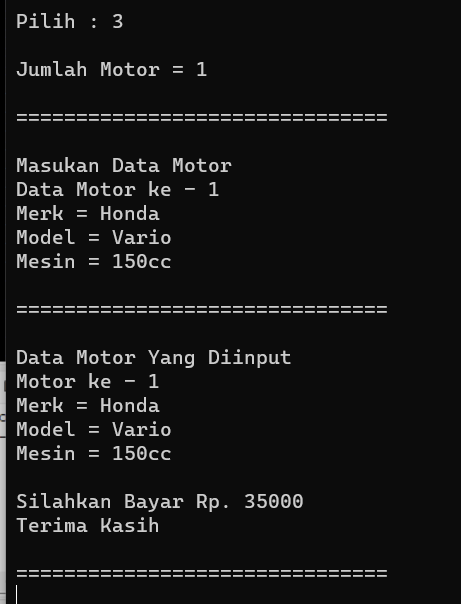 Pilih : 3
Jumlah Motor = 1
===============================
Masukan Data Motor
Data Motor ke - 1
Merk = Honda
Model = Vario
Mesin = 150cc
===============================
Data Motor Yang Diinput
Motor ke - 1
Merk = Honda
Model = Vario
Mesin = 150cc
Silahkan Bayar Rp. 35000
Terima Kasih
===============================